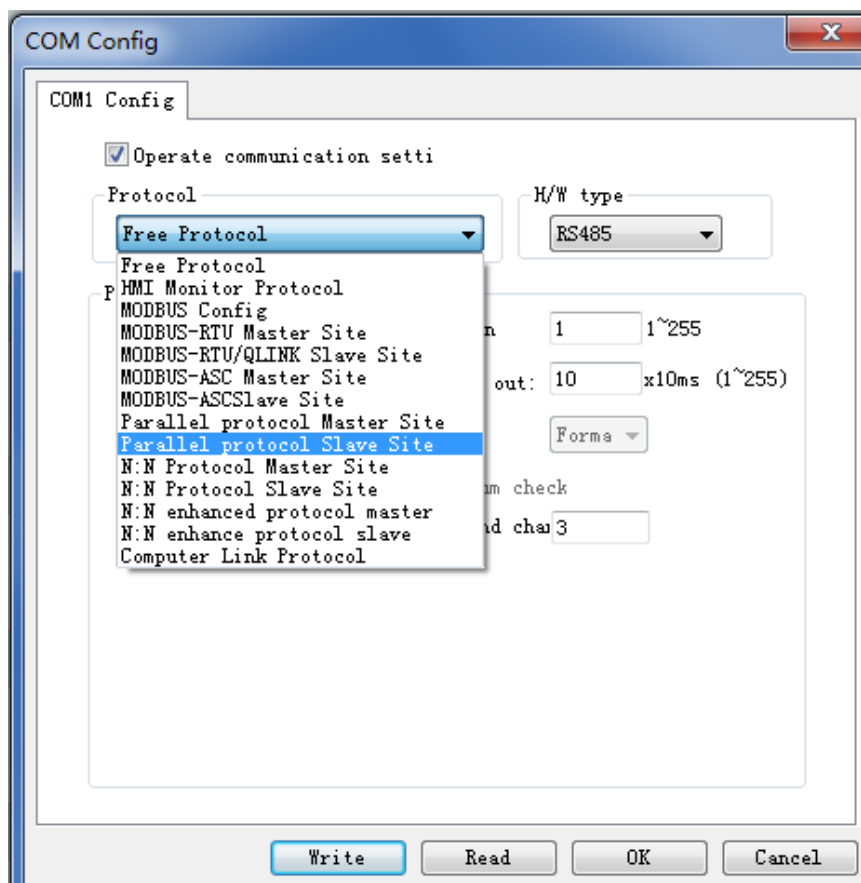 COM Config
COM1 Config
Operate communication setti
Protocol
H/W type
Free Protocol
RS485
Free Protocol
HMI Monitor Protocol
MODBUS Config
MODBUS-RTU Master Site
MODBUS-RTU/QLINK Slave Site
MODBUS-ASC Master Site
MODBUS-ASCSlave Site
Parallel protocol Master Site
Parallel protocol Slave Site
N:N Protocol Master Site
N:N Protocol Slave Site
N:N enhanced protocol master
N:N enhance protocol slave
Computer Link Protocol
1 1~255
out: 10 x10ms (1~255)
Forma
check
3
Write Read OK Cancel